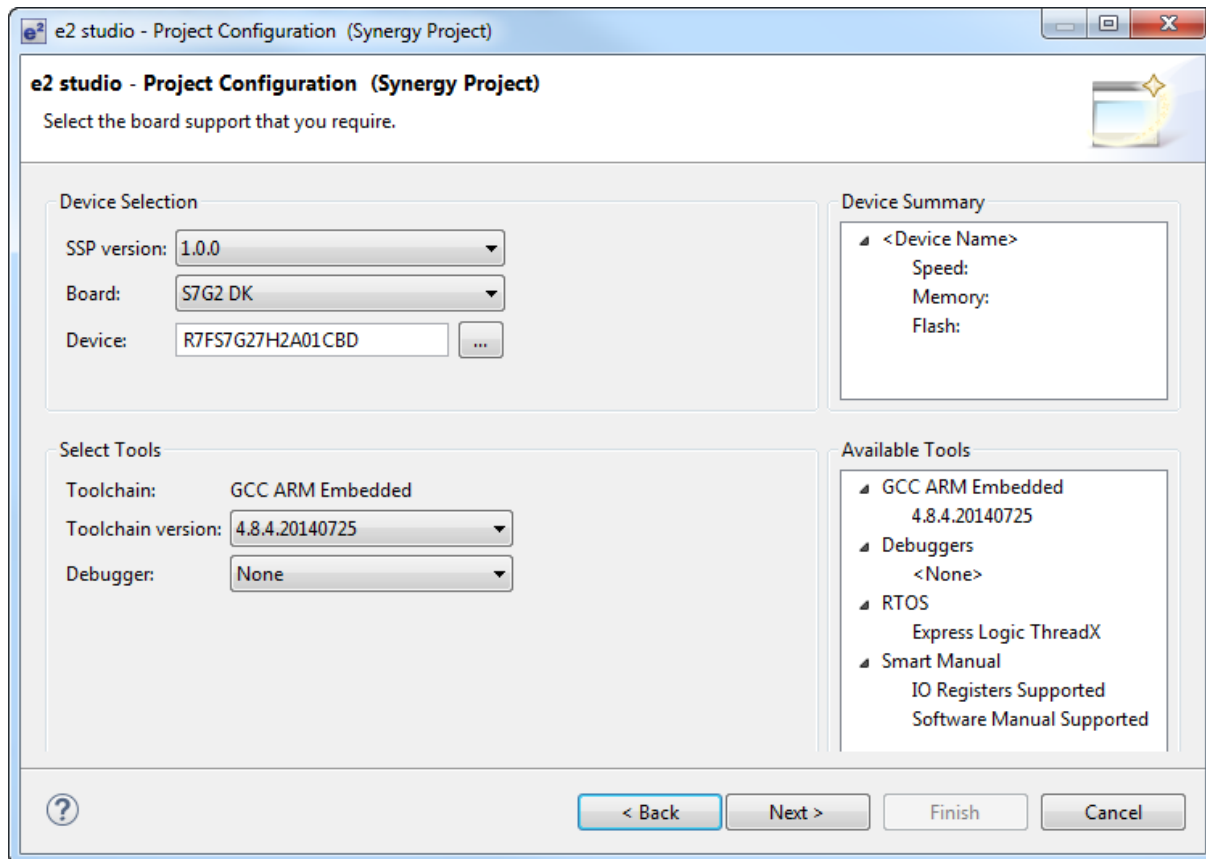 e² e2 studio - Project Configuration (Synergy Project)
e2 studio - Project Configuration (Synergy Project)
Select the board support that you require.
Device Selection
SSP version: 1.0.0
Board: S7G2 DK
Device: R7FS7G27H2A01CBD ...
Device Summary
<Device Name>
Speed:
Memory:
Flash:
Select Tools
Toolchain: GCC ARM Embedded
Toolchain version: 4.8.4.20140725
Debugger: None
Available Tools
GCC ARM Embedded
4.8.4.20140725
Debuggers
<None>
RTOS
Express Logic ThreadX
Smart Manual
IO Registers Supported
Software Manual Supported
? < Back Next > Finish Cancel